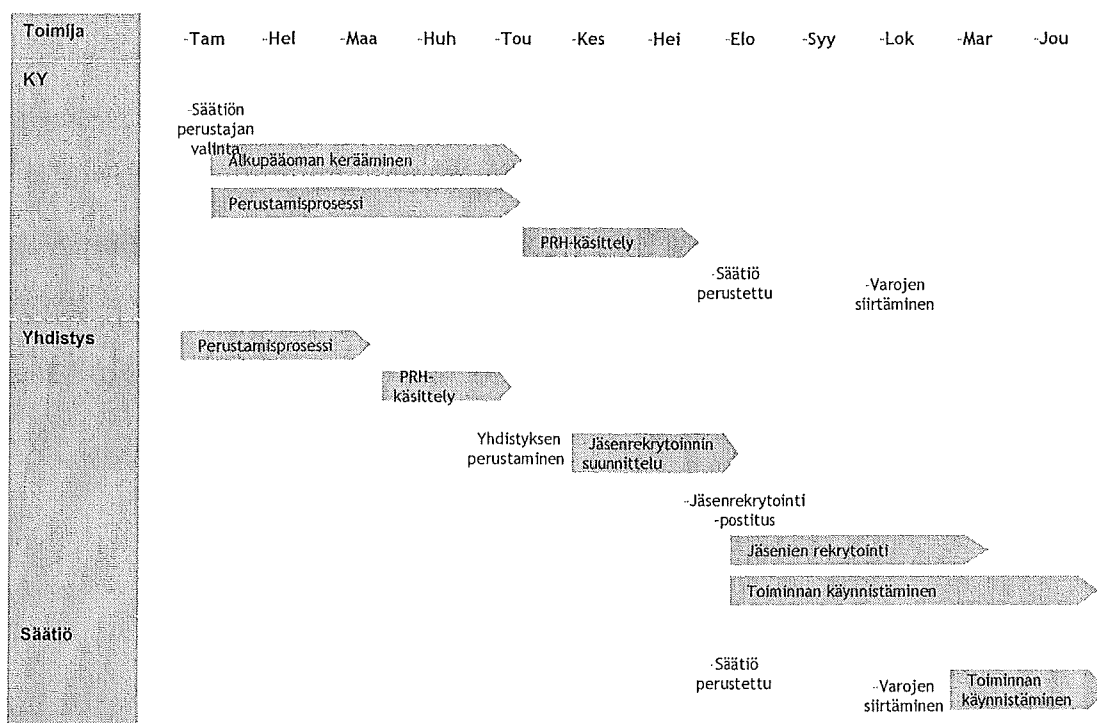 Toimija
-Tam -Hel -Maa -Huh -Tou -Kes -Hei -Elo -Syy -Lok -Mar -Jou
KY
-Säätiön
perustajan
valinta
Alkupääoman kerääminen
Perustamisprosessi
PRH-käsittely
-Säätiö
perustettu
-Varojen
siirtäminen
Yhdistys
Perustamisprosessi
PRH-
käsittely
Yhdistyksen
perustaminen
Jäsenrekrytoinnin
suunnittelu
-Jäsenrekrytointi
-postitus
Jäsenien rekrytointi
Toiminnan käynnistäminen
Säätiö
-Säätiö
perustettu
-Varojen
siirtäminen
Toiminnan
käynnistäminen